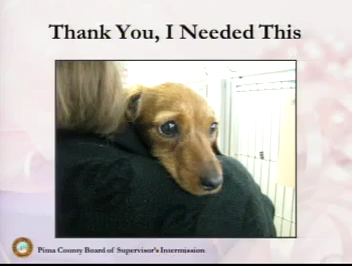 Thank You, I Needed This
Pima County Board of Supervisor's Intermission